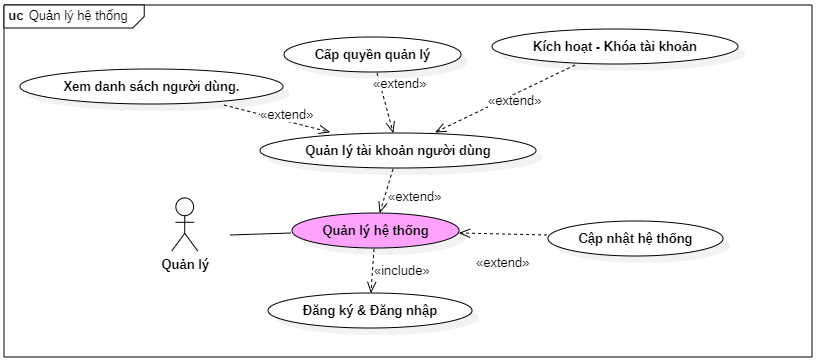 uc Quản lý hệ thống
Kích hoạt - Khóa tài khoản
Cấp quyền quản lý
Xem danh sách người dùng.
«extend»
«extend»
«extend»
Quản lý tài khoản người dùng
«extend»
Quản lý hệ thống
Cập nhật hệ thống
Quản lý
«extend»
«include»
Đăng ký & Đăng nhập